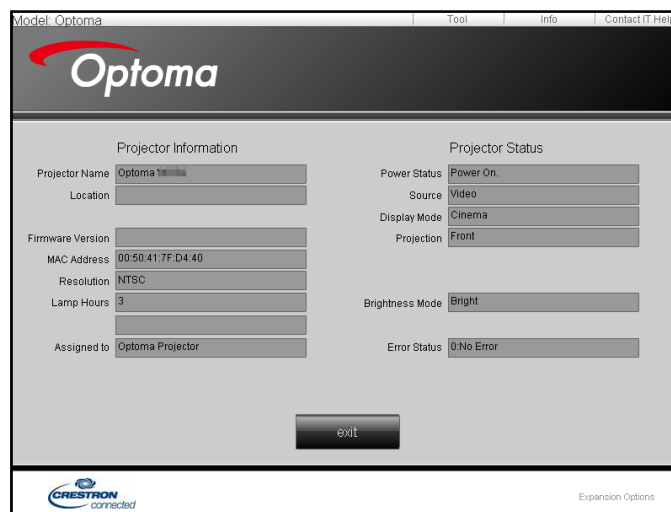 Model: Optoma
Tool
Info
Contact IT Hel
Optoma
Projector Information
Projector Name Optoma
Location
Firmware Version
MAC Address 00:50:41:7F:D4:40
Resolution NTSC
Lamp Hours 3
Assigned to Optoma Projector
Projector Status
Power Status Power On.
Source Video
Display Mode Cinema
Projection Front
Brightness Mode Bright
Error Status 0:No Error
exit
CRESTRON
connected
Expansion Options